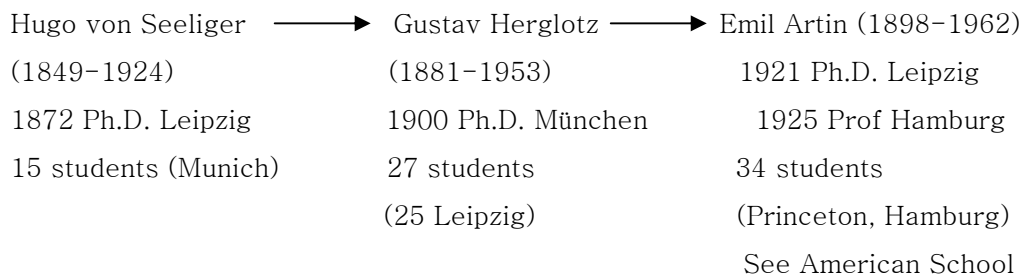 Hugo von Seeliger Gustav Herglotz Emil Artin (1898-1962)
(1849-1924) (1881-1953) 1921 Ph.D. Leipzig
1872 Ph.D. Leipzig 1900 Ph.D. München 1925 Prof Hamburg
15 students (Munich) 27 students 34 students
(25 Leipzig) (Princeton, Hamburg)
See American School